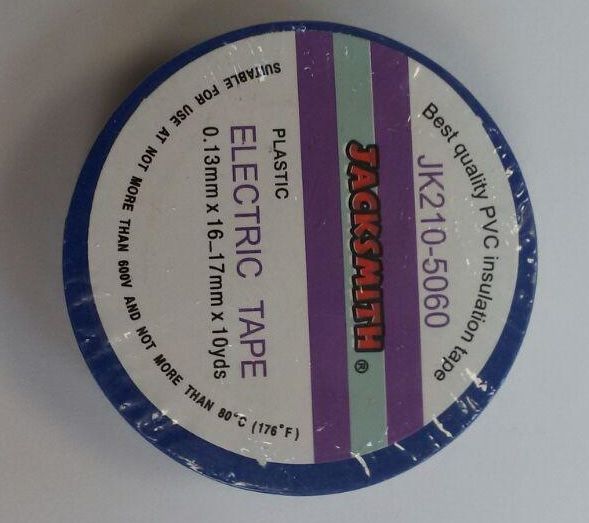 Best quality PVC insulation tape
JK210-5060
JACKSMITH®
PLASTIC
ELECTRIC TAPE
0.13mm x 16-17mm x 10yds
SUITABLE FOR USE AT NOT MORE THAN 600V AND NOT MORE THAN 80°C (176°F)